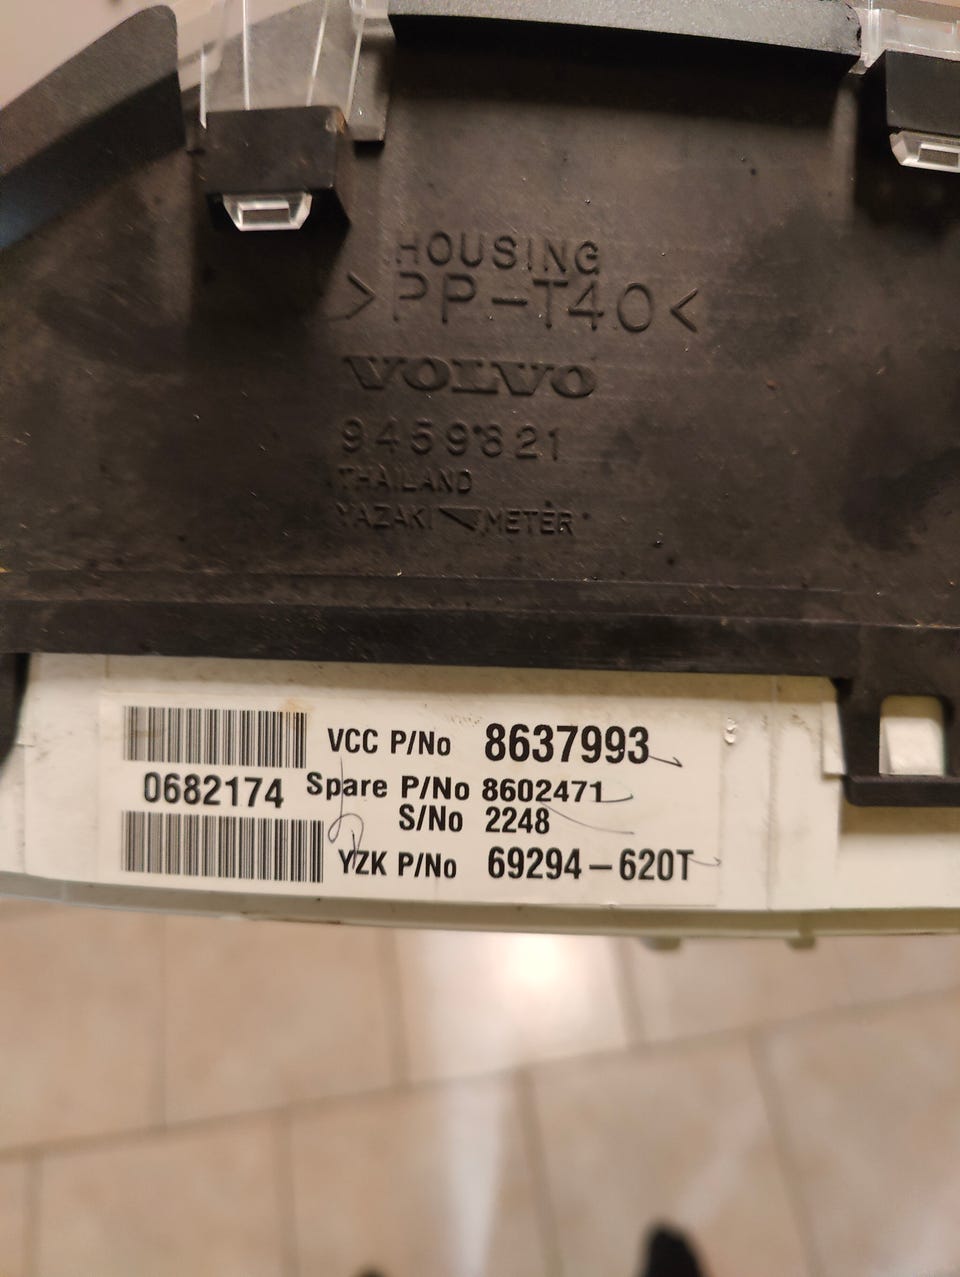 HOUSING
>PP-T40<
VOLVO
9459821
THAILAND
YAZAKI METER
VCC P/No 8637993
0682174 Spare P/No 8602471
S/No 2248
YZK P/No 69294-620T